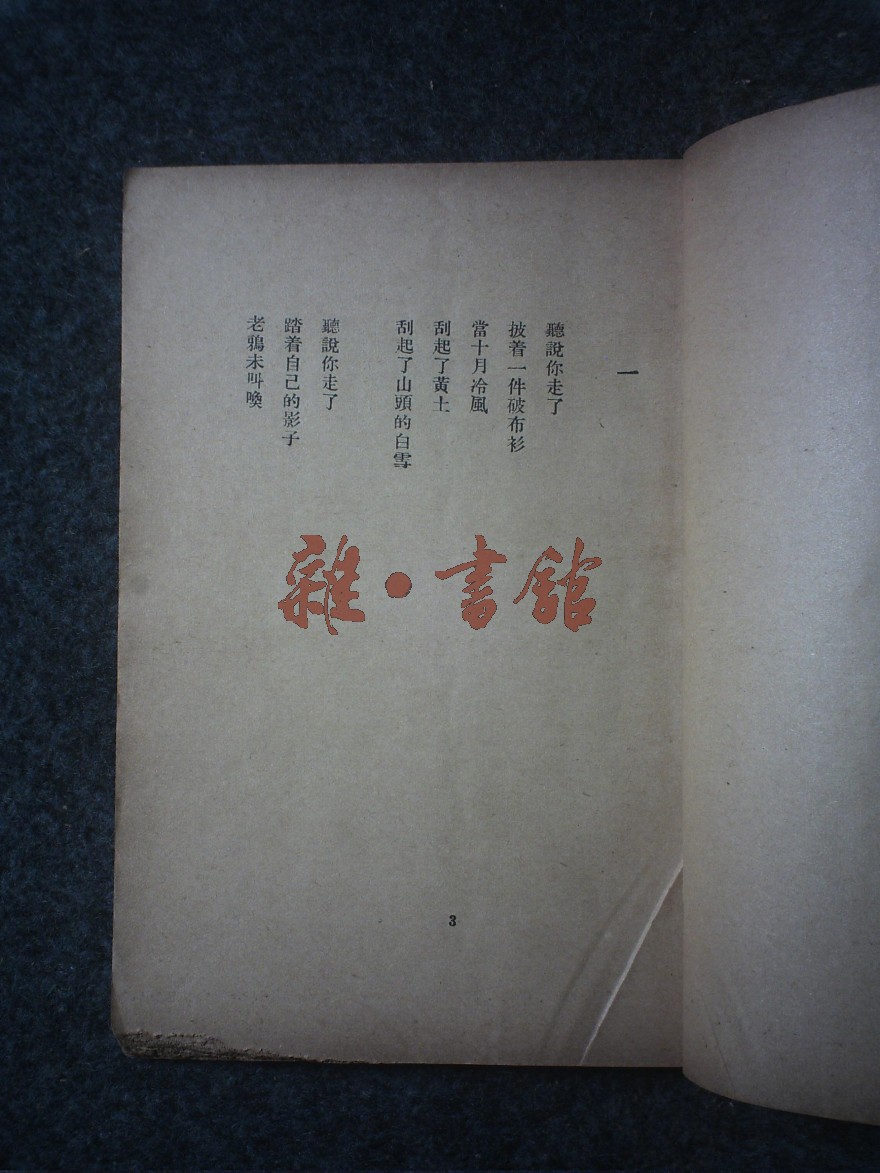 一
聽說你走了
披着一件破布衫
當十月冷風
刮起了黃土
刮起了山頭的白雪
聽說你走了
踏着自己的影子
老鴉未叫喚
雜·書館
3